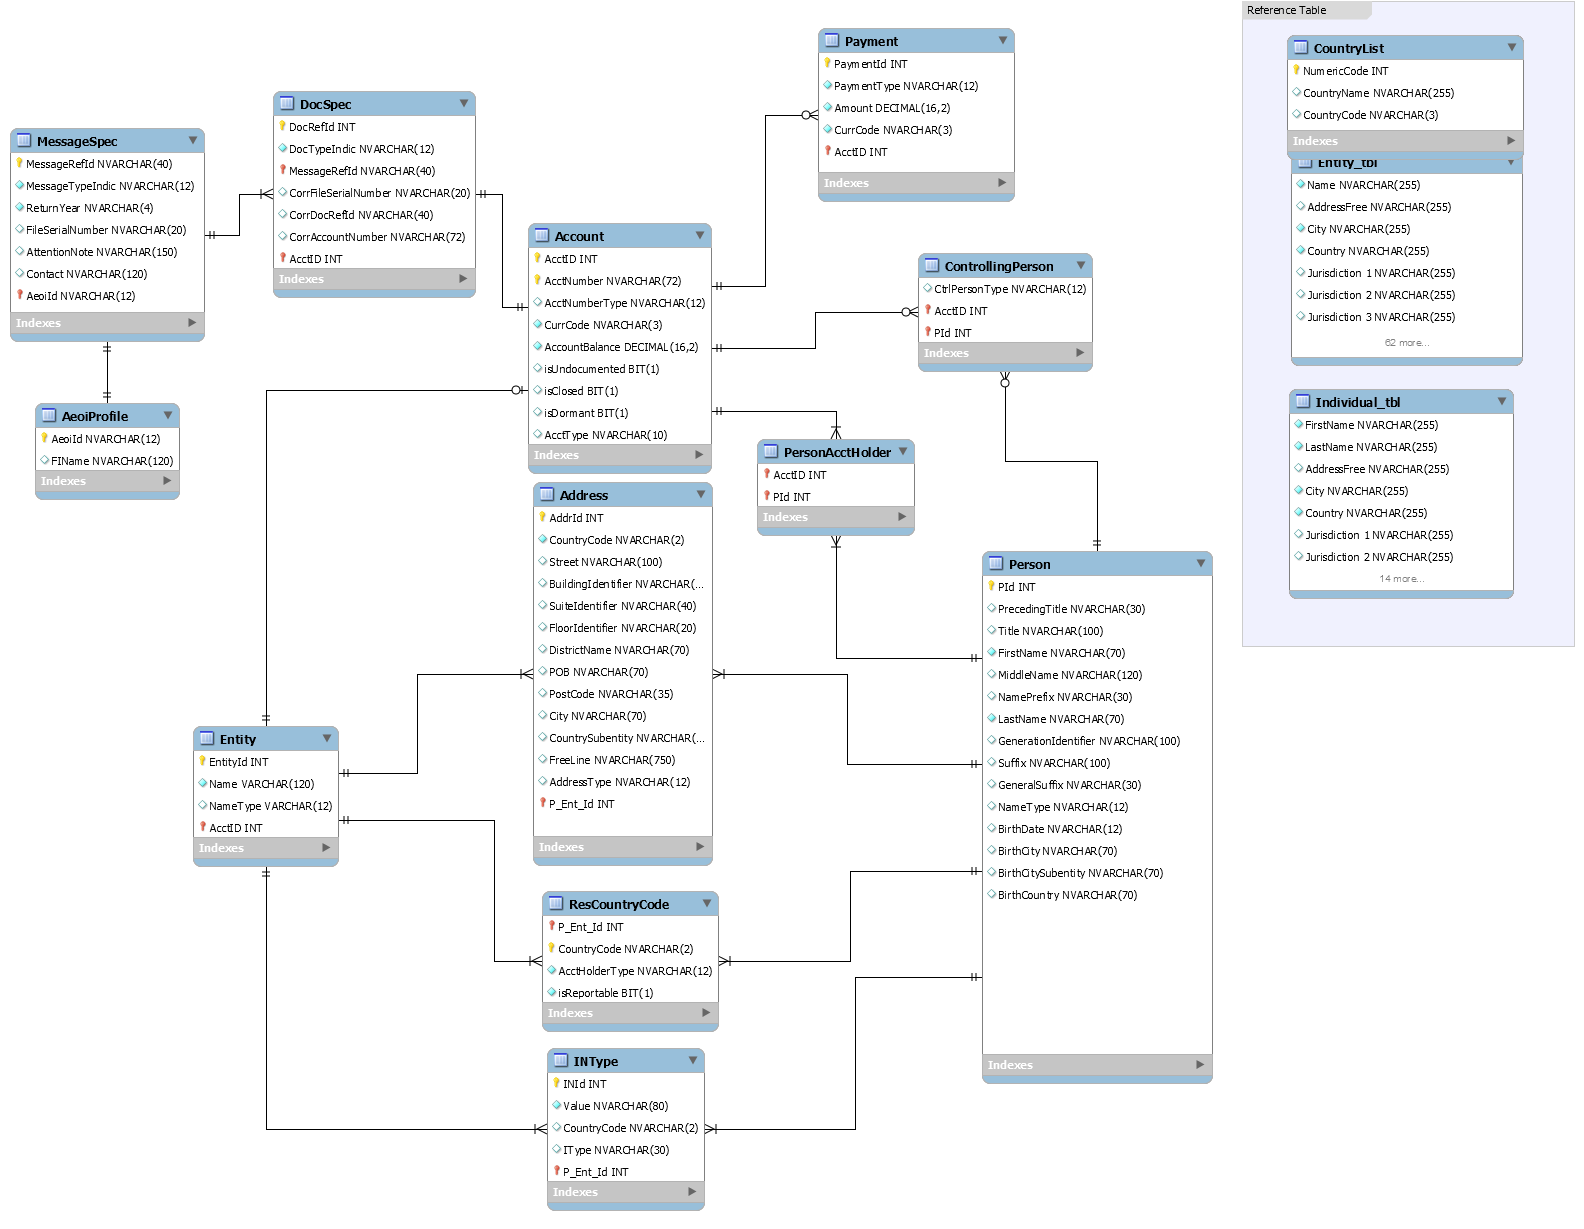 MessageSpec
MessageRefId NVARCHAR(40)
MessageTypeIndic NVARCHAR(12)
ReturnYear NVARCHAR(4)
FileSerialNumber NVARCHAR(20)
AttentionNote NVARCHAR(150)
Contact NVARCHAR(120)
AeoiId NVARCHAR(12)
Indexes
AeoiProfile
AeoiId NVARCHAR(12)
FIName NVARCHAR(120)
Indexes
DocSpec
DocRefId INT
DocTypeIndic NVARCHAR(12)
MessageRefId NVARCHAR(40)
CorrFileSerialNumber NVARCHAR(20)
CorrDocRefId NVARCHAR(40)
CorrAccountNumber NVARCHAR(72)
AcctID INT
Indexes
Account
AcctID INT
AcctNumber NVARCHAR(72)
AcctNumberType NVARCHAR(12)
CurrCode NVARCHAR(3)
AccountBalance DECIMAL(16,2)
isUndocumented BIT(1)
isClosed BIT(1)
isDormant BIT(1)
AcctType NVARCHAR(10)
Indexes
Payment
PaymentId INT
PaymentType NVARCHAR(12)
Amount DECIMAL(16,2)
CurrCode NVARCHAR(3)
AcctID INT
Indexes
ControllingPerson
CtrlPersonType NVARCHAR(12)
AcctID INT
PId INT
Indexes
PersonAcctHolder
AcctID INT
PId INT
Indexes
Address
AddrId INT
CountryCode NVARCHAR(2)
Street NVARCHAR(100)
BuildingIdentifier NVARCHAR(...
SuiteIdentifier NVARCHAR(40)
FloorIdentifier NVARCHAR(20)
DistrictName NVARCHAR(70)
POB NVARCHAR(70)
PostCode NVARCHAR(35)
City NVARCHAR(70)
CountrySubentity NVARCHAR(...
FreeLine NVARCHAR(750)
AddressType NVARCHAR(12)
P_Ent_Id INT
Indexes
Entity
EntityId INT
Name VARCHAR(120)
NameType VARCHAR(12)
AcctID INT
Indexes
ResCountryCode
P_Ent_Id INT
CountryCode NVARCHAR(2)
AcctHolderType NVARCHAR(12)
isReportable BIT(1)
Indexes
INType
INId INT
Value NVARCHAR(80)
CountryCode NVARCHAR(2)
IType NVARCHAR(30)
P_Ent_Id INT
Indexes
Person
PId INT
PrecedingTitle NVARCHAR(30)
Title NVARCHAR(100)
FirstName NVARCHAR(70)
MiddleName NVARCHAR(120)
NamePrefix NVARCHAR(30)
LastName NVARCHAR(70)
GenerationIdentifier NVARCHAR(100)
Suffix NVARCHAR(100)
GeneralSuffix NVARCHAR(30)
NameType NVARCHAR(12)
BirthDate NVARCHAR(12)
BirthCity NVARCHAR(70)
BirthCitySubentity NVARCHAR(70)
BirthCountry NVARCHAR(70)
Indexes
Reference Table
CountryList
NumericCode INT
CountryName NVARCHAR(255)
CountryCode NVARCHAR(3)
Indexes
Entity_tbl
Name NVARCHAR(255)
AddressFree NVARCHAR(255)
City NVARCHAR(255)
Country NVARCHAR(255)
Jurisdiction 1 NVARCHAR(255)
Jurisdiction 2 NVARCHAR(255)
Jurisdiction 3 NVARCHAR(255)
62 more...
Individual_tbl
FirstName NVARCHAR(255)
LastName NVARCHAR(255)
AddressFree NVARCHAR(255)
City NVARCHAR(255)
Country NVARCHAR(255)
Jurisdiction 1 NVARCHAR(255)
Jurisdiction 2 NVARCHAR(255)
14 more...